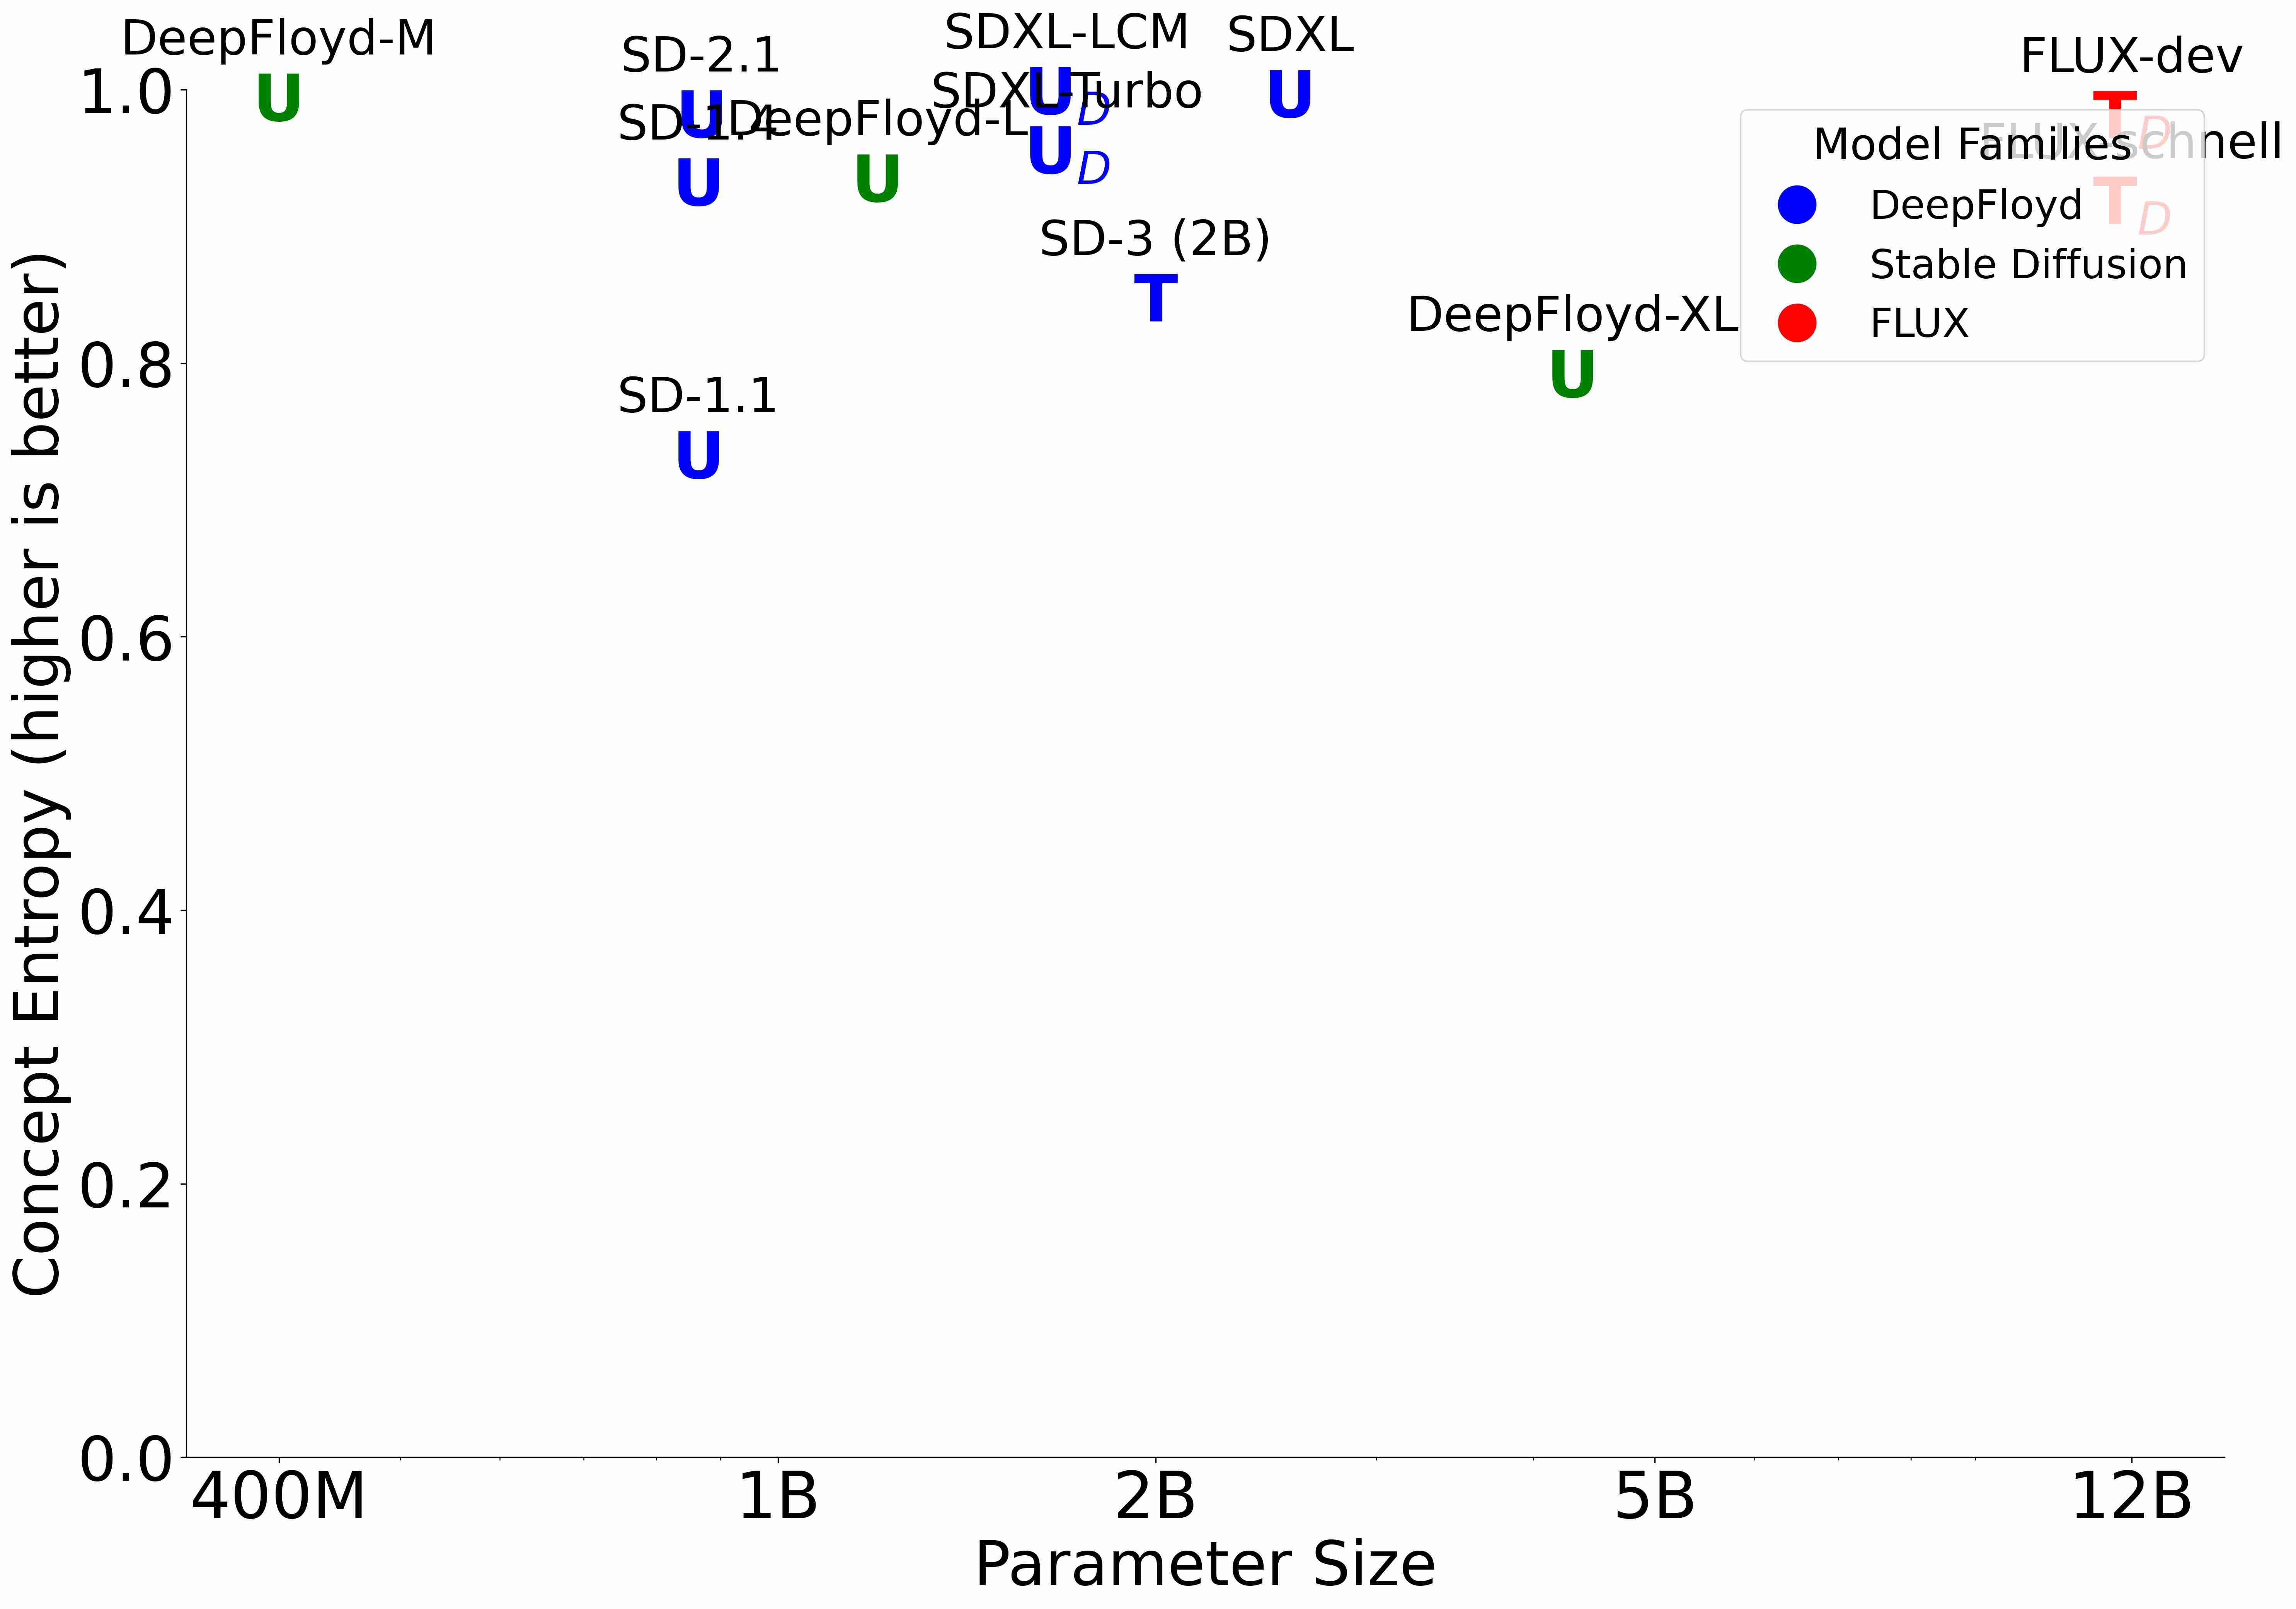 DeepFloyd-M
SD-2.1
SDXL-LCM
SDXL
FLUX-dev
U
U
U D
U
T D
SD-1.4
DeepFloyd-L
SDXL-Turbo
FLUX-schnell
U
U
U D
T D
SD-3 (2B)
T
DeepFloyd-XL
U
SD-1.1
U
Model Families
DeepFloyd
Stable Diffusion
FLUX
Concept Entropy (higher is better)
1.0
0.8
0.6
0.4
0.2
0.0
400M
1B
2B
5B
12B
Parameter Size